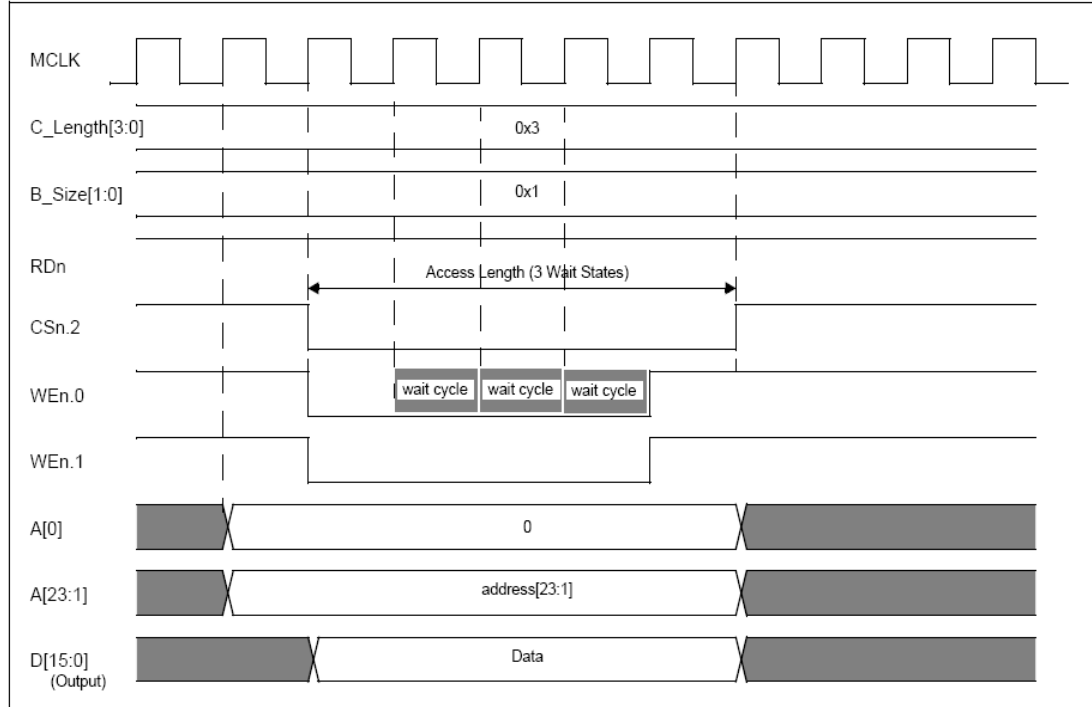 MCLK
C_Length[3:0]
0x3
B_Size[1:0]
0x1
RDn
Access Length (3 Wait States)
CSn.2
WEn.0
wait cycle wait cycle wait cycle
WEn.1
A[0]
0
A[23:1]
address[23:1]
D[15:0]
Data
(Output)